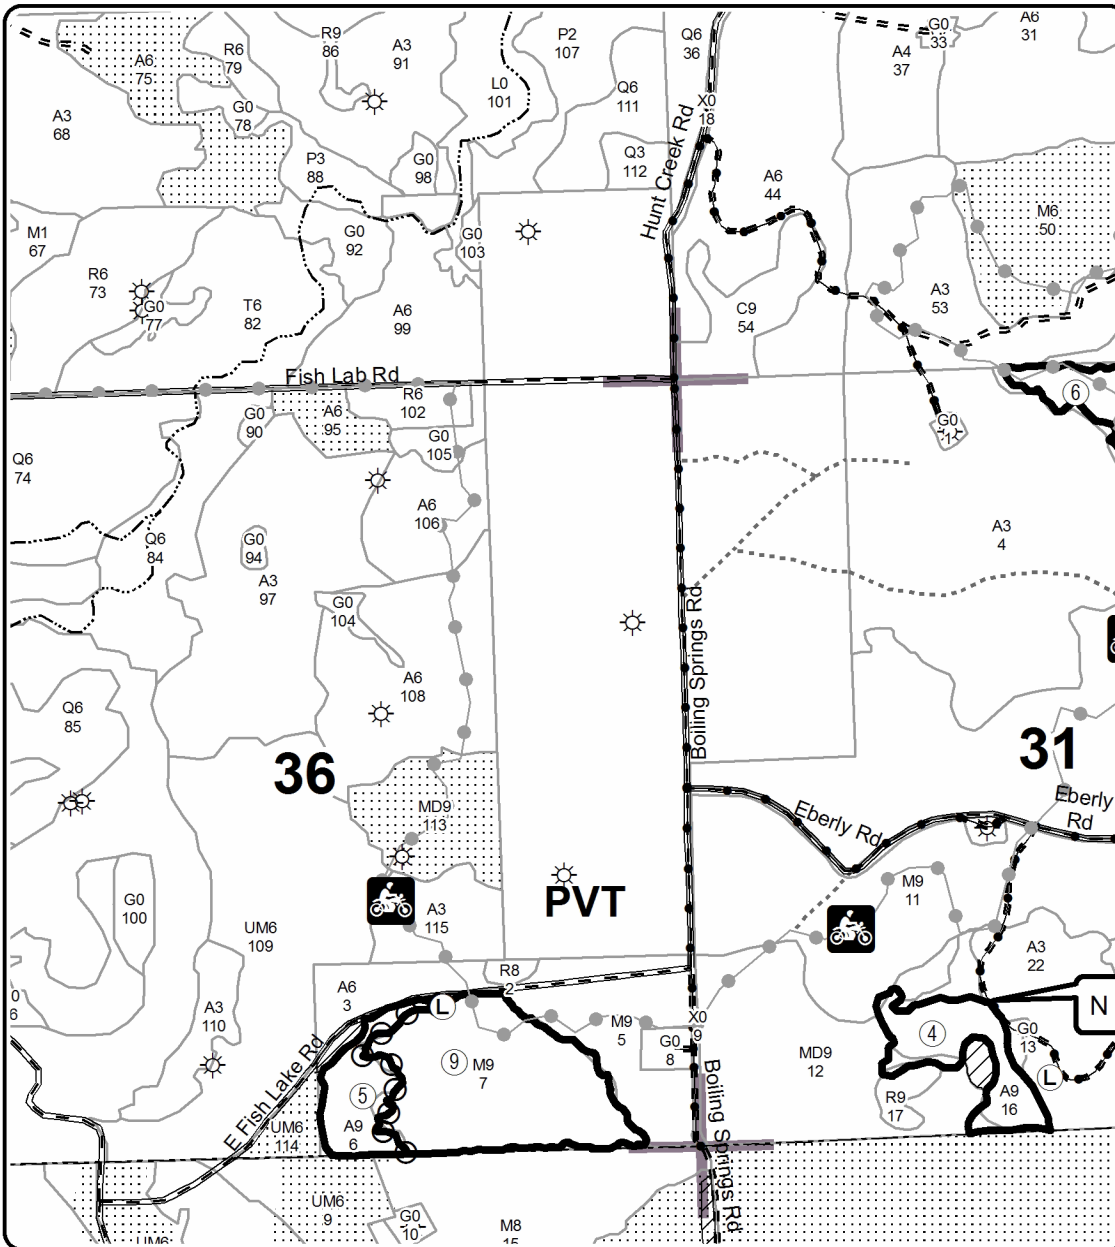 A6
75
R6
79
R9
86
A3
91
P2
107
Q6
36
G0
33
A6
31
A4
37
A3
68
G0
78
L0
101
Q6
111
X0
18
P3
88
G0
98
Q3
112
Hunt Creek Rd
A6
44
M1
67
G0
92
G0
103
M6
50
R6
73
G0
77
T6
82
A6
99
C9
54
A3
53
Fish Lab Rd
R6
102
6
G0
90
A6
95
G0
105
G0
1
Q6
74
A6
106
A3
4
Q6
84
G0
94
A3
97
G0
104
Boiling Springs Rd
A6
108
Q6
85
36
31
MD9
113
Eberly Rd
Eberly
Rd
G0
100
A3
115
PVT
M9
11
UM6
109
A3
22
R8
2
A6
3
L
N
0
6
A3
110
X0
9
M9
5
G0
8
4
G0
13
9
M9
7
MD9
12
L
E Fish Lake Rd
5
Boiling Springs Rd
R9
17
A9
16
UM6
114
A9
6
UM6
9
G0
10
M8
15
UM6